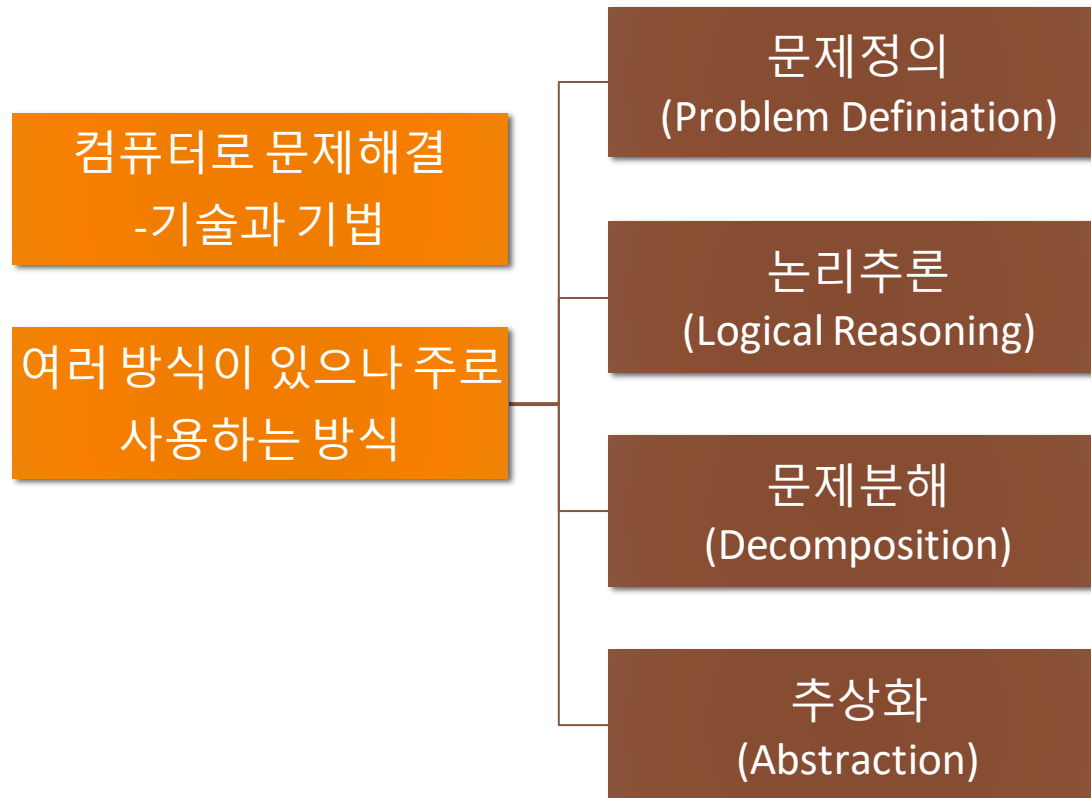 컴퓨터로 문제해결
-기술과 기법
여러 방식이 있으나 주로
사용하는 방식
문제정의
(Problem Definiation)
논리추론
(Logical Reasoning)
문제분해
(Decomposition)
추상화
(Abstraction)